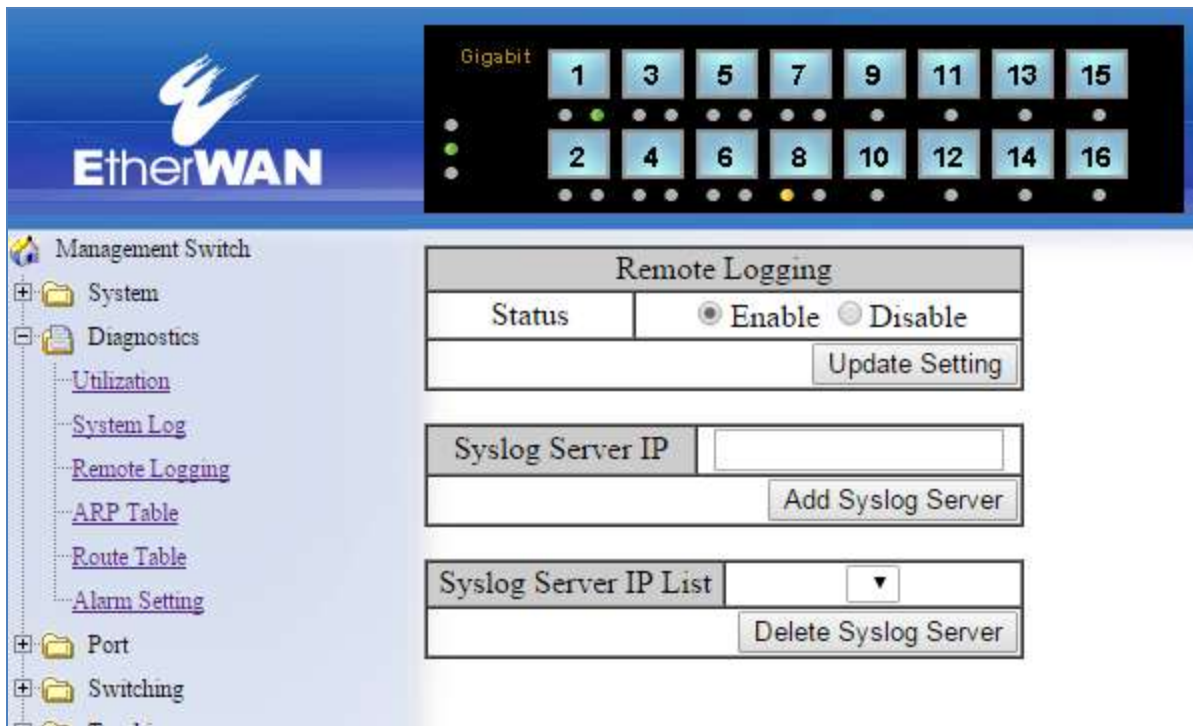 EtherWAN
Gigabit
1 3 5 7 9 11 13 15
2 4 6 8 10 12 14 16
Management Switch
System
Diagnostics
Utilization
System Log
Remote Logging
ARP Table
Route Table
Alarm Setting
Port
Switching
Remote Logging
Status Enable Disable
Update Setting
Syslog Server IP
Add Syslog Server
Syslog Server IP List
Delete Syslog Server